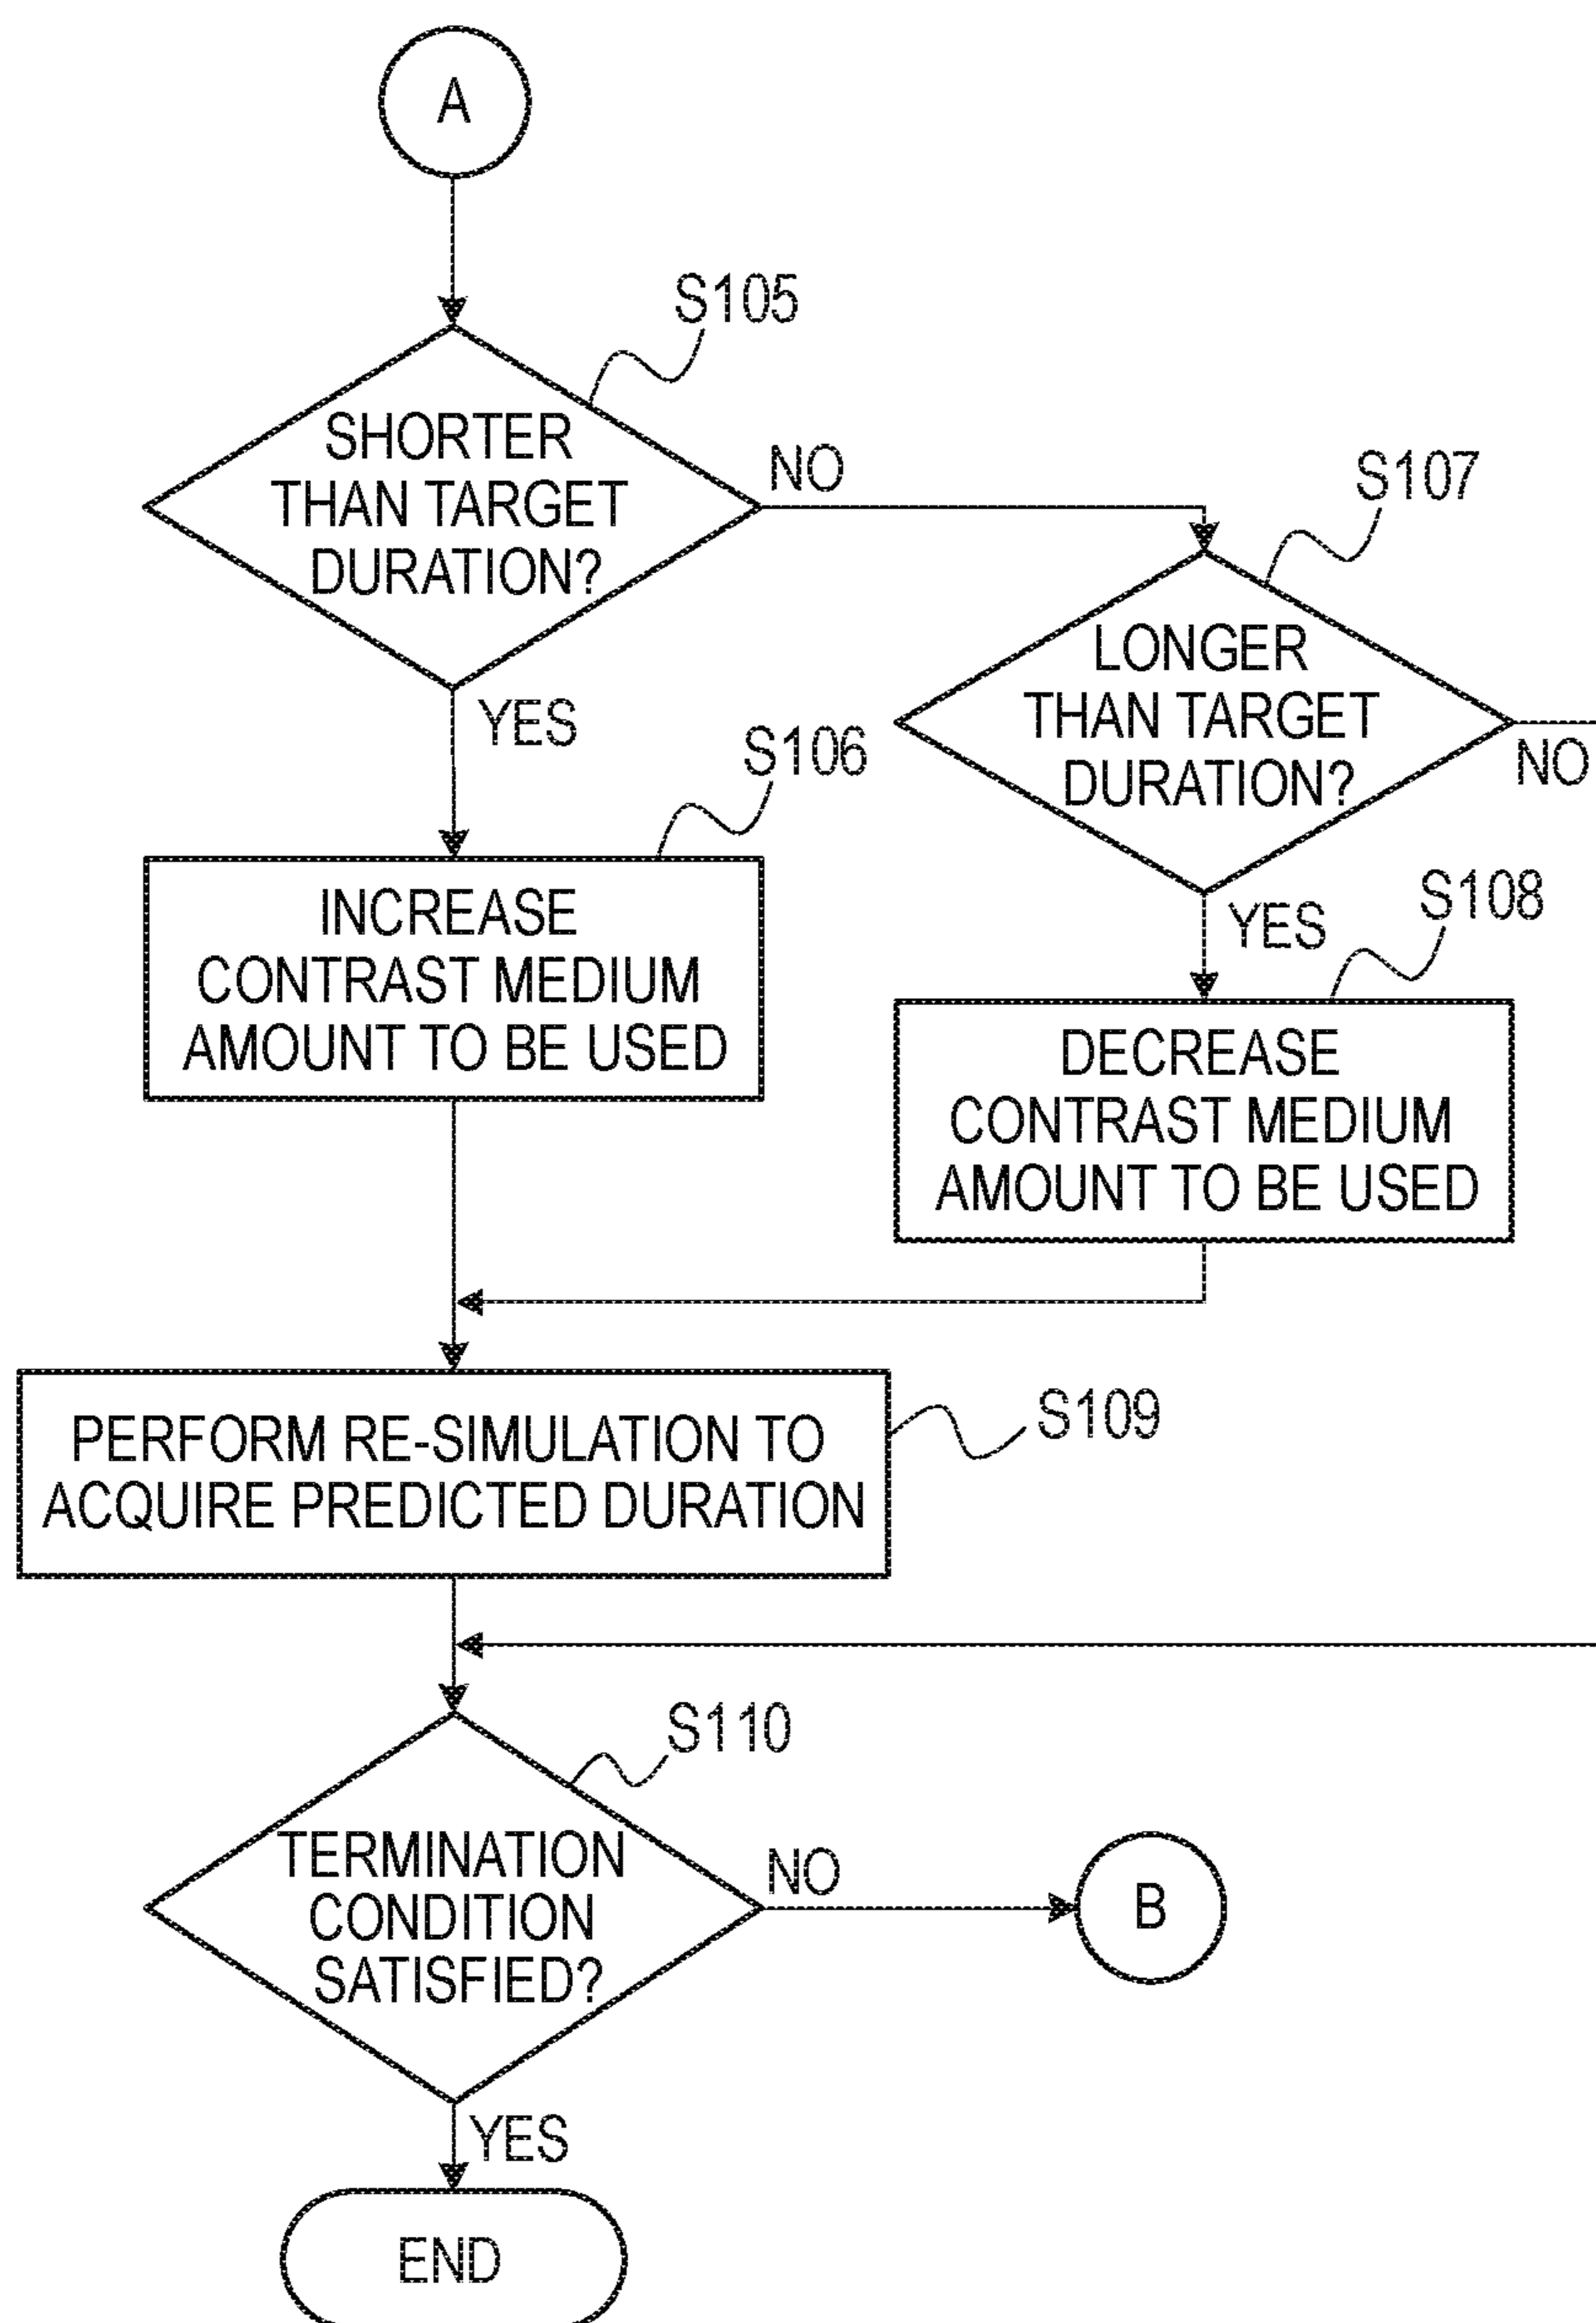 A
S105
SHORTER
THAN TARGET
DURATION?
NO
S107
LONGER
THAN TARGET
DURATION?
NO
YES
S106
INCREASE
CONTRAST MEDIUM
AMOUNT TO BE USED
YES
S108
DECREASE
CONTRAST MEDIUM
AMOUNT TO BE USED
PERFORM RE-SIMULATION TO
ACQUIRE PREDICTED DURATION
S109
S110
TERMINATION
CONDITION
SATISFIED?
NO
B
YES
END